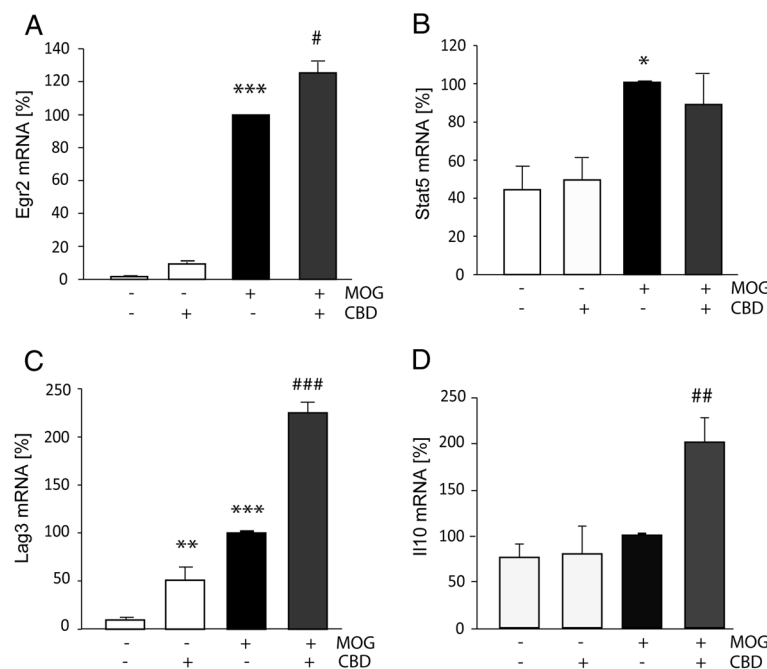 A
Egr2 mRNA [%]
140
120
100
80
60
40
20
0
***
#
- - + + MOG
- + - + CBD
B
Stat5 mRNA [%]
120
100
80
60
40
20
0
*
- - + + MOG
- + - + CBD
C
Lag3 mRNA [%]
250
200
150
100
50
0
**
***
###
- - + + MOG
- + - + CBD
D
Il10 mRNA [%]
250
200
150
100
50
0
##
- - + + MOG
- + - + CBD